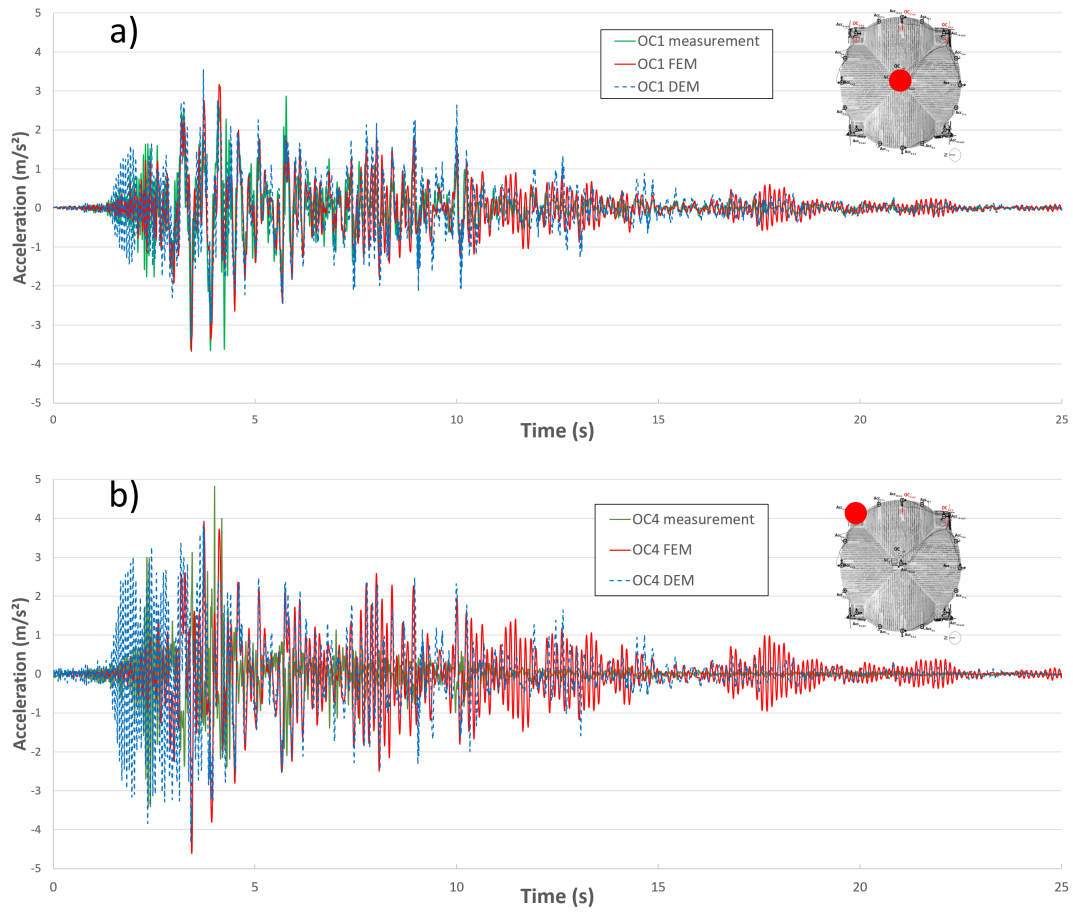 a)
OC1 measurement
OC1 FEM
OC1 DEM
Acceleration (m/s²)
5
4
3
2
1
0
-1
-2
-3
-4
-5
0
5
10
15
20
25
Time (s)
b)
OC4 measurement
OC4 FEM
OC4 DEM
Acceleration (m/s²)
5
4
3
2
1
0
-1
-2
-3
-4
-5
0
5
10
15
20
25
Time (s)